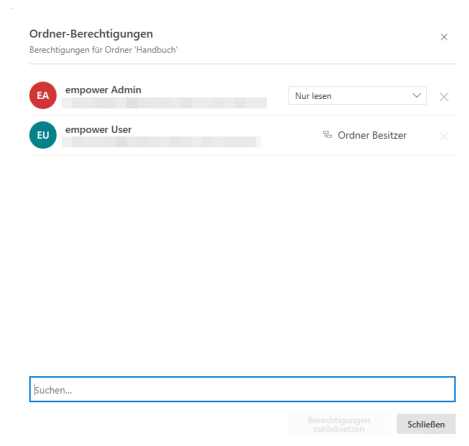 Ordner-Berechtigungen
Berechtigungen für Ordner 'Handbuch'
EA
empower Admin
Nur lesen
EU
empower User
Ordner Besitzer
Suchen...
Berechtigungen
zurücksetzen
Schließen